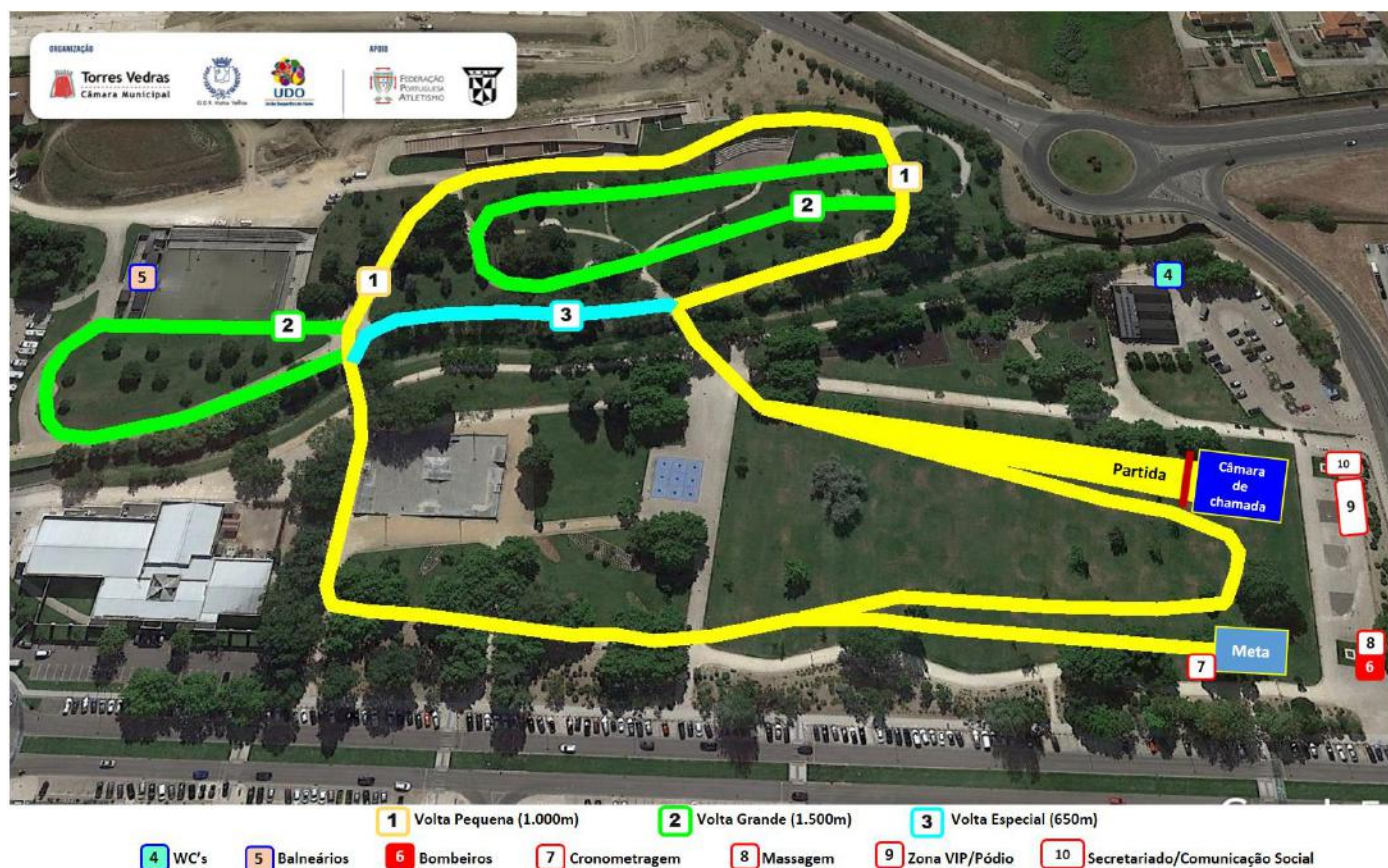 ORGANIZAÇÃO
APOIO
Torres Vedras
Câmara Municipal
UDO
FEDERAÇÃO
PORTUGUESA
ATLETISMO
1
2
1
2
3
5
4
Partida
Câmara
de
chamada
10
9
8
6
7
Meta
1 Volta Pequena (1.000m)
2 Volta Grande (1.500m)
3 Volta Especial (650m)
4 WC's
5 Balneários
6 Bombeiros
7 Cronometragem
8 Massagem
9 Zona VIP/Pódio
10 Secretariado/Comunicação Social